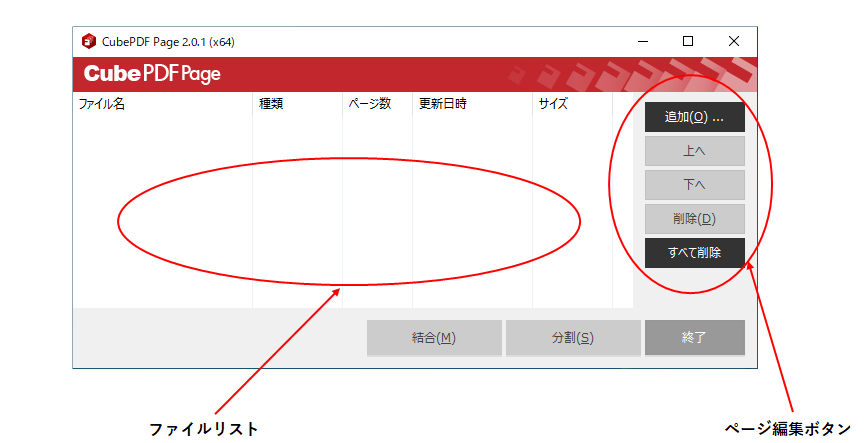 CubePDF Page 2.0.1 (x64)
CubePDF Page
ファイル名 種類 ページ数 更新日時 サイズ
追加(O) ...
上へ
下へ
削除(D)
すべて削除
結合(M) 分割(S) 終了
ファイルリスト ページ編集ボタン